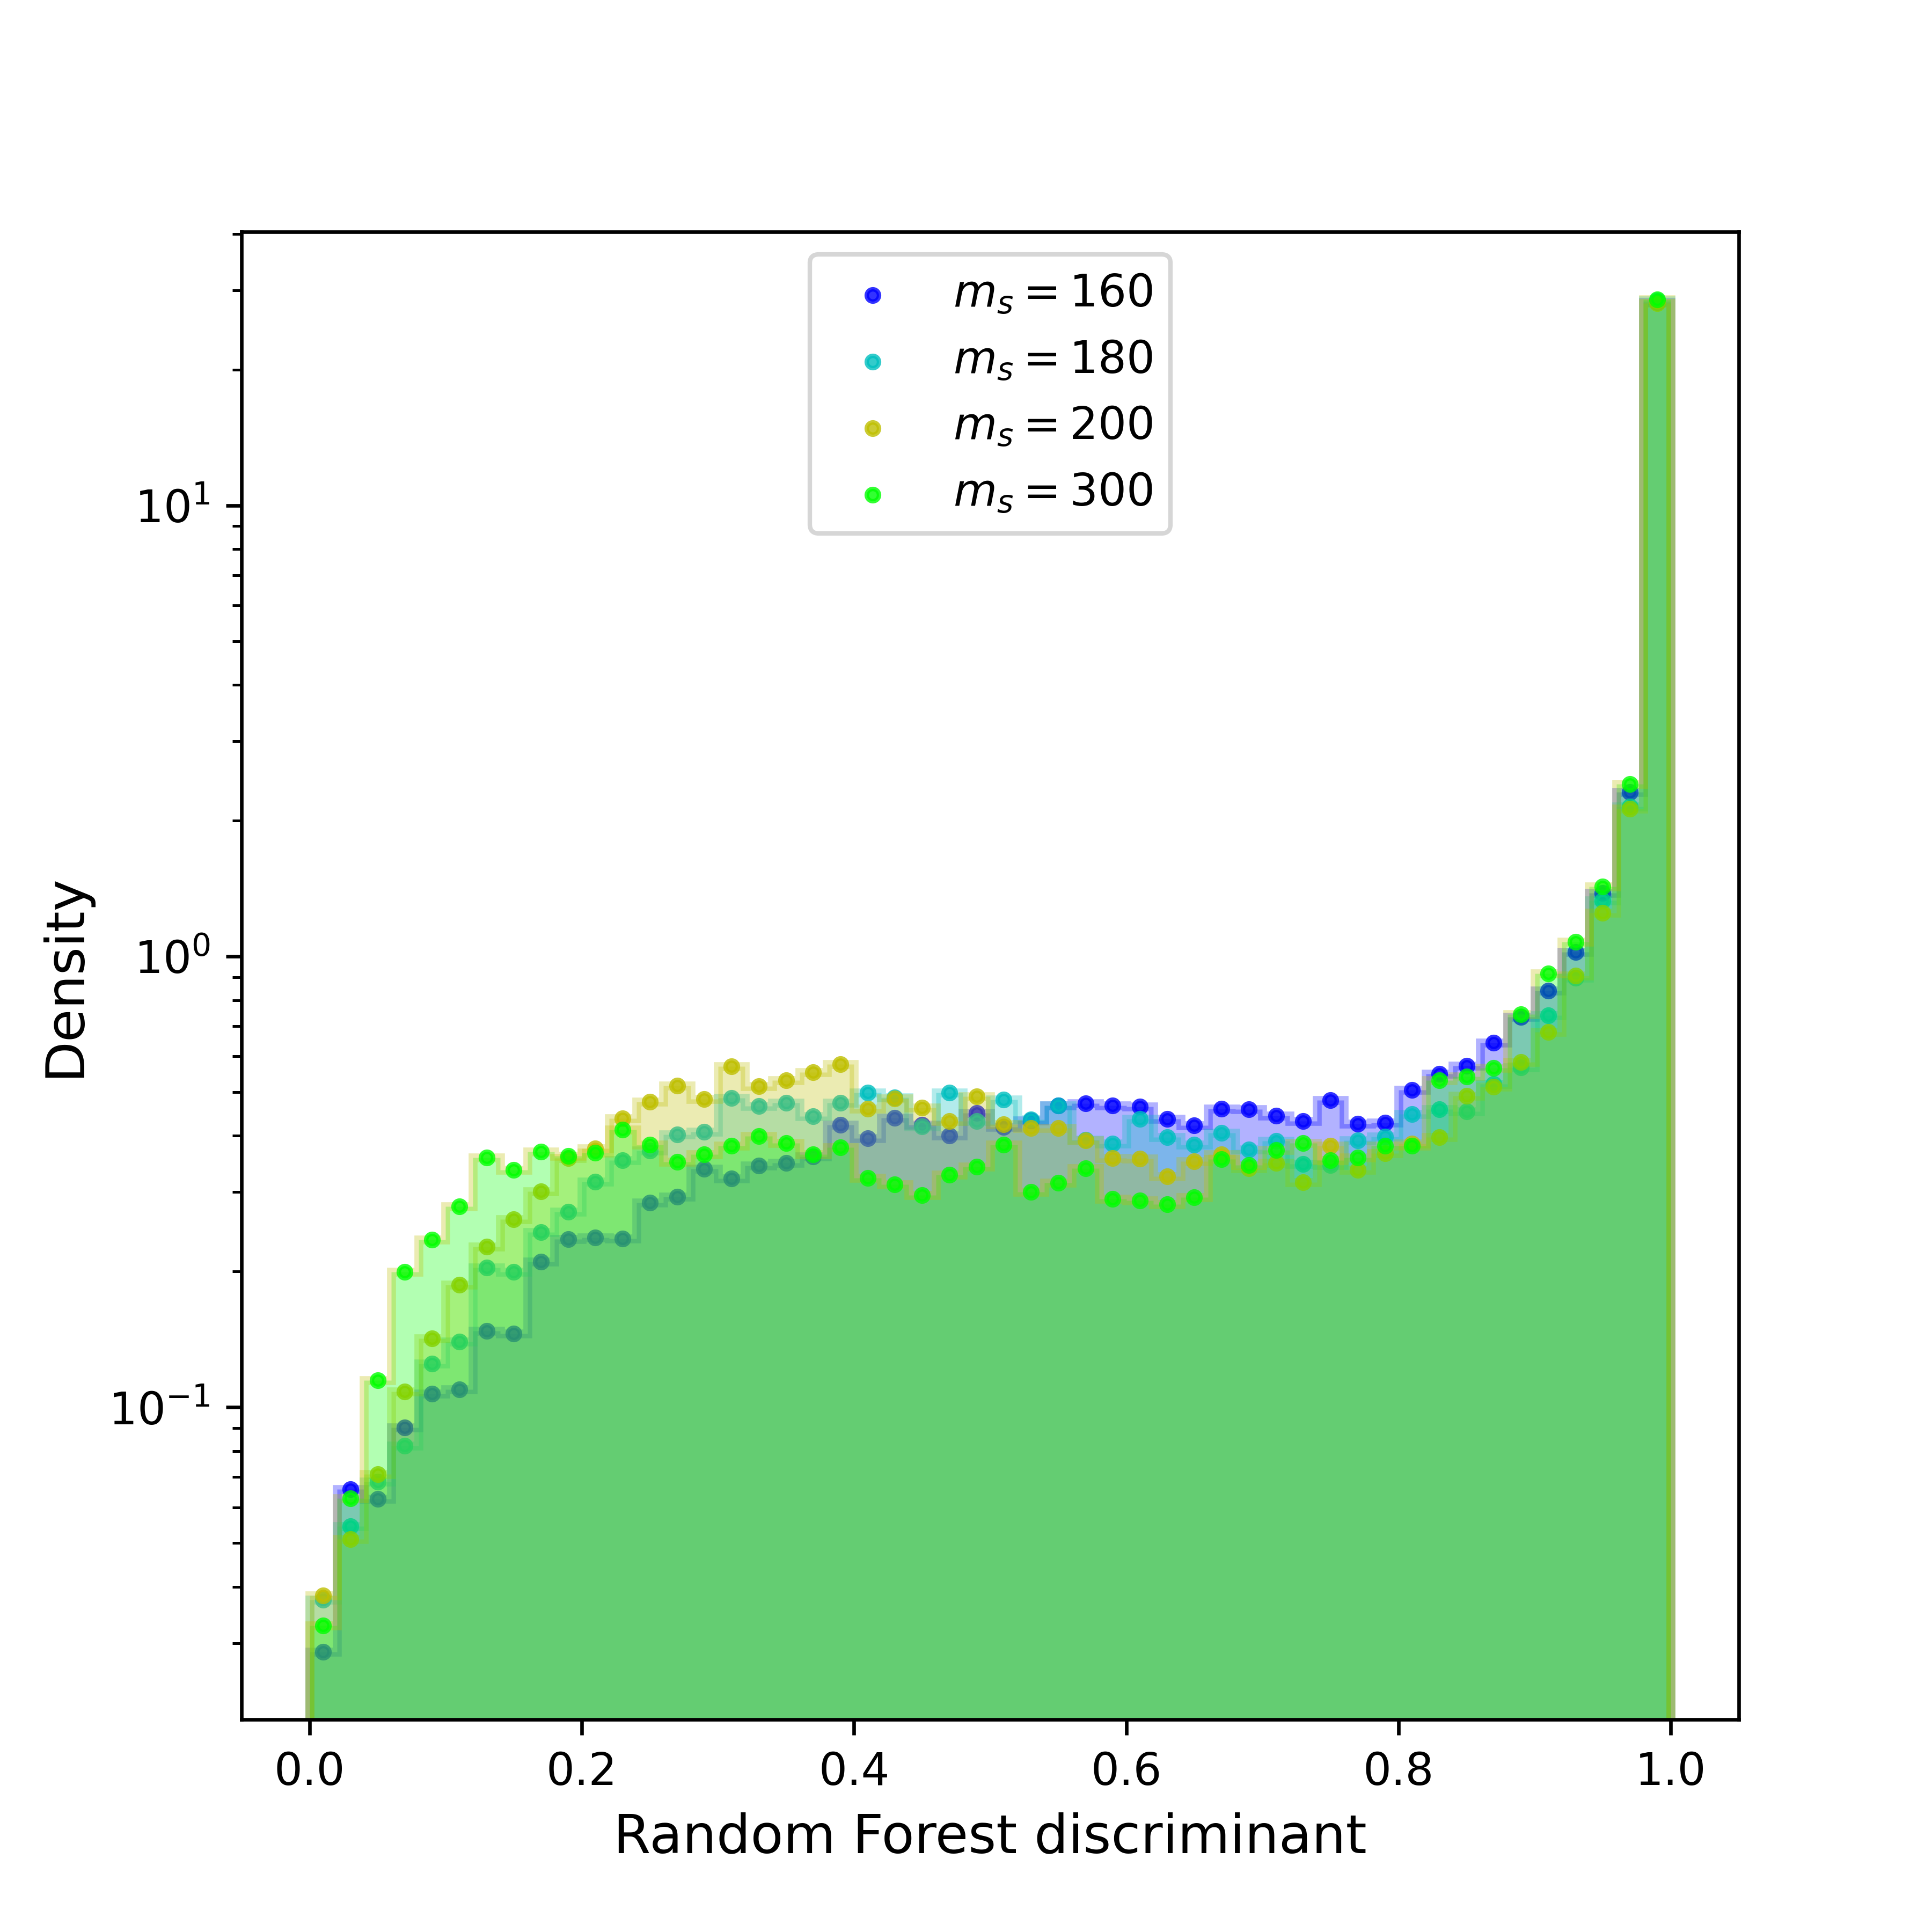 m_s = 160
m_s = 180
m_s = 200
m_s = 300
10^1
10^0
10^−1
Density
0.0 0.2 0.4 0.6 0.8 1.0
Random Forest discriminant